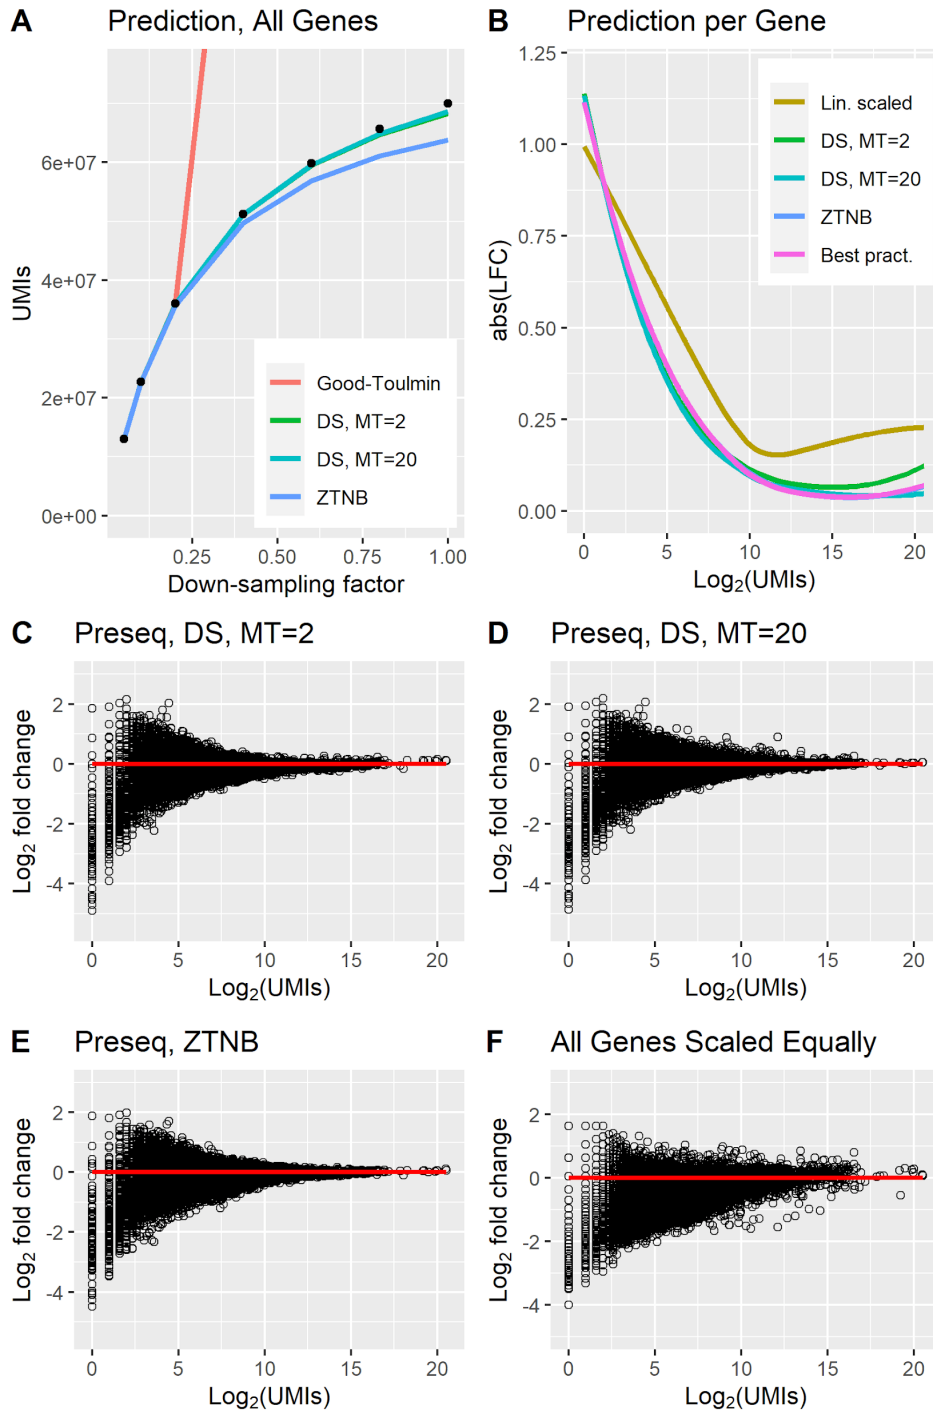 A Prediction, All Genes
UMIs
6e+07
4e+07
2e+07
0e+00
Good-Toulmin
DS, MT=2
DS, MT=20
ZTNB
0.25 0.50 0.75 1.00
Down-sampling factor
B Prediction per Gene
abs(LFC)
1.25
1.00
0.75
0.50
0.25
0.00
Lin. scaled
DS, MT=2
DS, MT=20
ZTNB
Best pract.
0 5 10 15 20
Log₂(UMIs)
C Preseq, DS, MT=2
Log₂ fold change
2
0
-2
-4
0 5 10 15 20
Log₂(UMIs)
D Preseq, DS, MT=20
Log₂ fold change
2
0
-2
-4
0 5 10 15 20
Log₂(UMIs)
E Preseq, ZTNB
Log₂ fold change
2
0
-2
-4
0 5 10 15 20
Log₂(UMIs)
F All Genes Scaled Equally
Log₂ fold change
2
0
-2
-4
0 5 10 15 20
Log₂(UMIs)